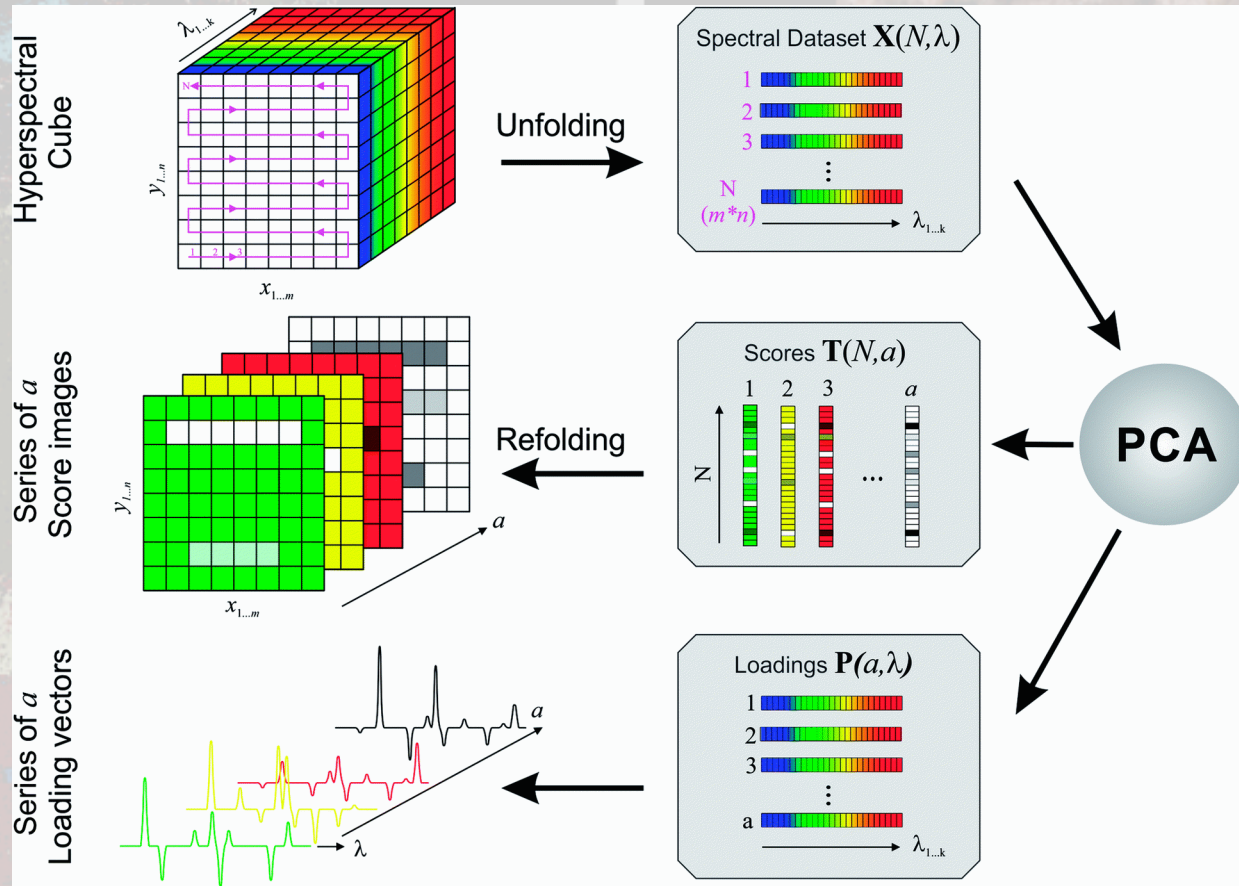 Hyperspectral
Cube
λ1...k
N
y1...n
1 2 3
x1...m
Unfolding
Spectral Dataset X(N,λ)
1
2
3
⋮
N
(m*n)
λ1...k
PCA
Series of a
Score images
y1...n
x1...m
a
Refolding
Scores T(N,a)
1 2 3 a
...
N
Series of a
Loading vectors
a
λ
Loadings P(a,λ)
1
2
3
⋮
a
λ1...k